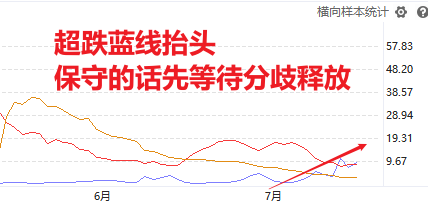 横向样本统计
超跌蓝线抬头
保守的话先等待分歧释放
57.83
48.20
38.57
28.94
19.31
9.67
6月
7月